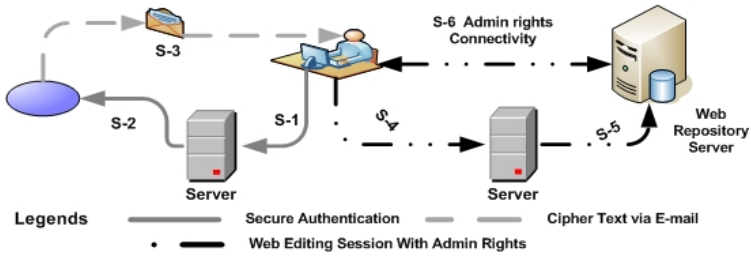 S-3
S-6 Admin rights
Connectivity
S-2
S-1
S-4
S-5
Web
Repository
Server
Server
Server
Legends
Secure Authentication
Cipher Text via E-mail
Web Editing Session With Admin Rights